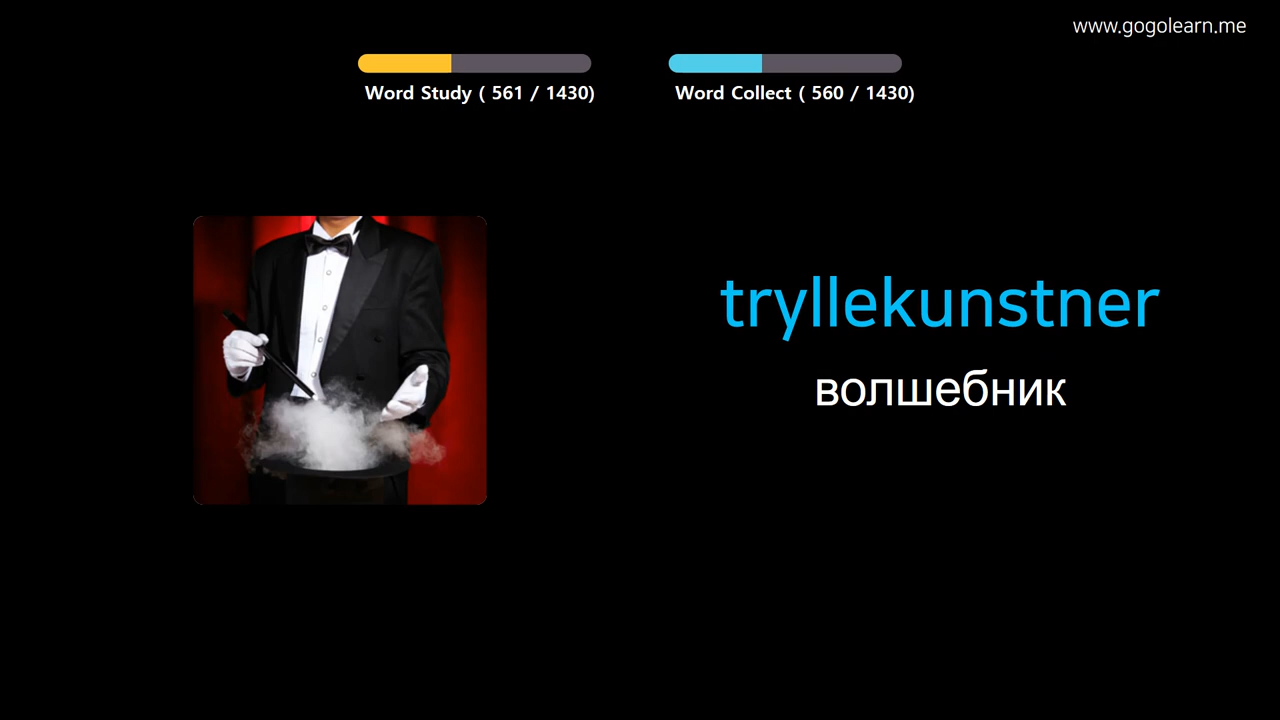 www.gogolearn.me
Word Study ( 561 / 1430)
Word Collect ( 560 / 1430)
tryllekunstner
волшебник